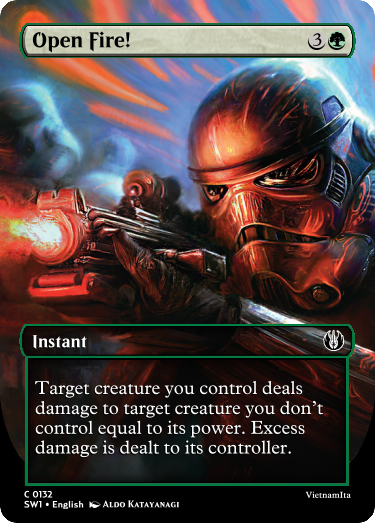 Open Fire! 3
Instant
Target creature you control deals
damage to target creature you don't
control equal to its power. Excess
damage is dealt to its controller.
C 0132 VietnamIta
SW1 • English Aldo Katayanagi